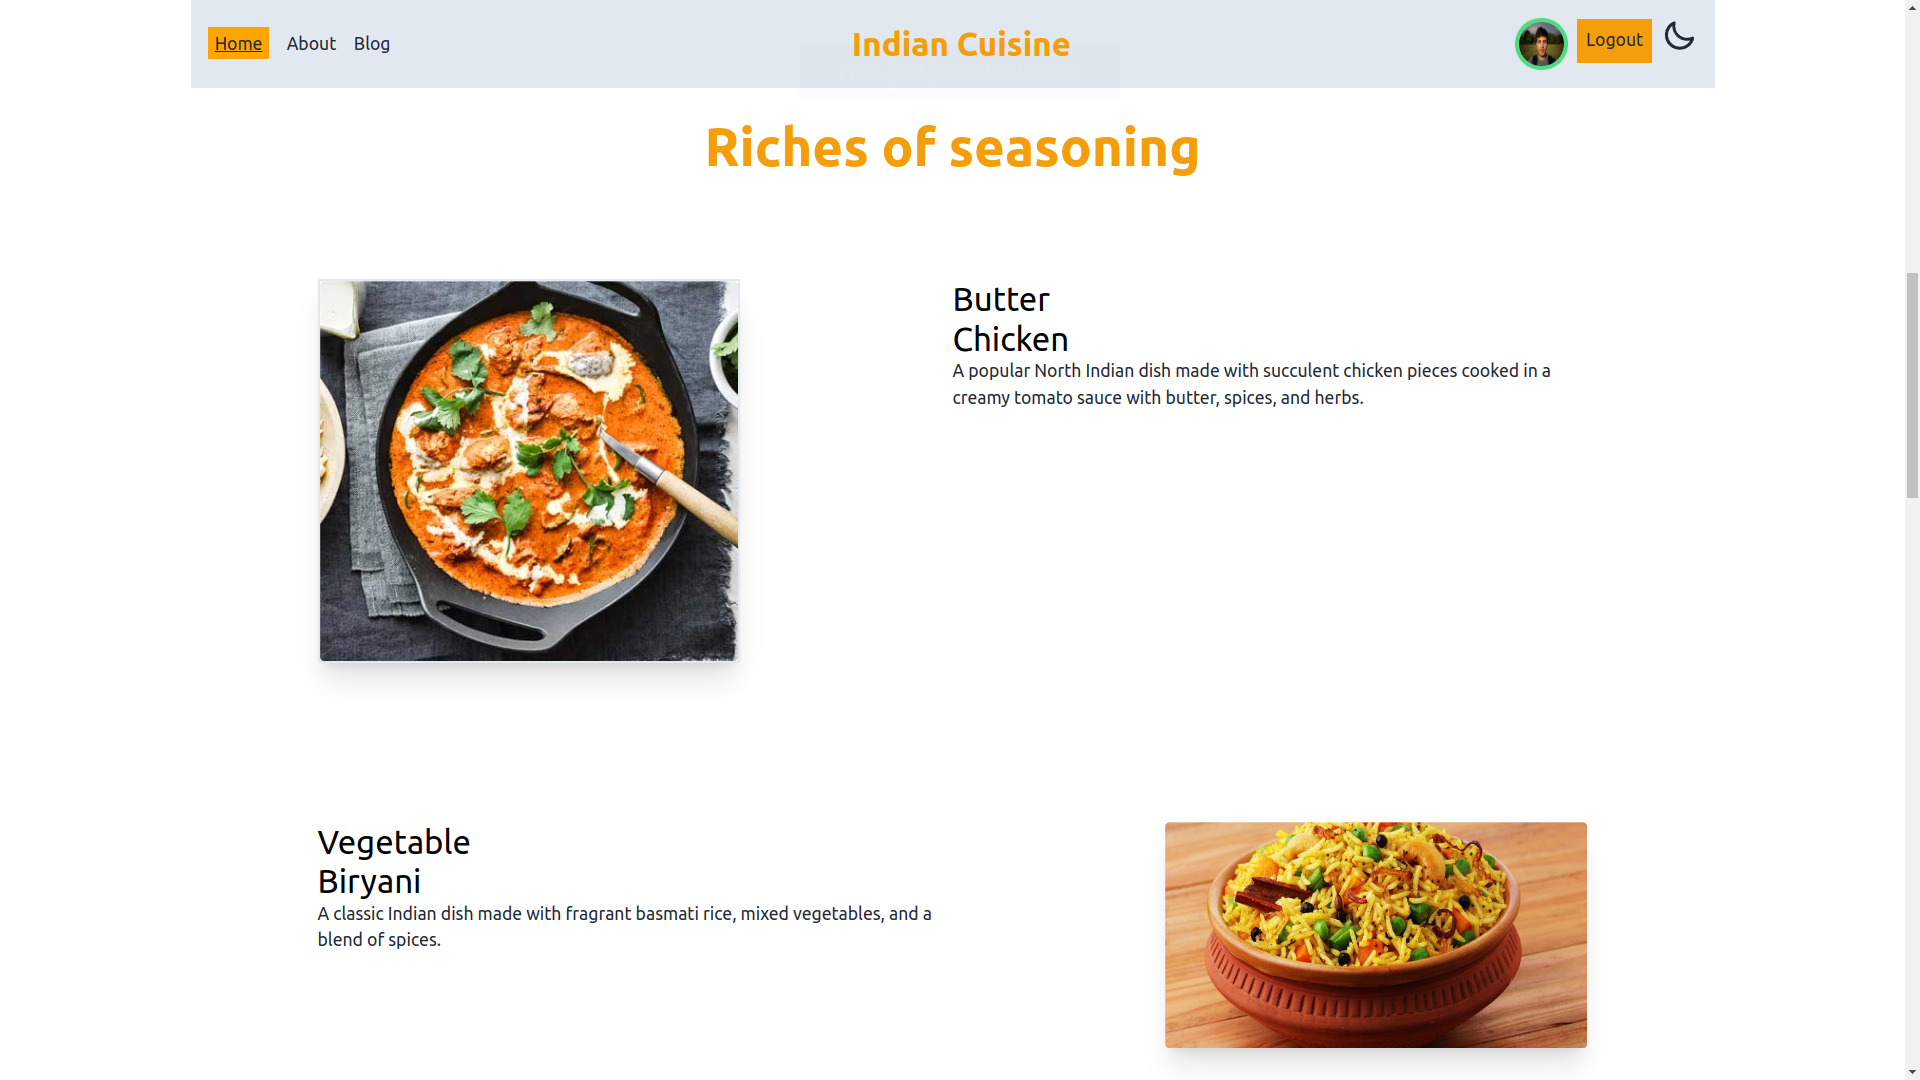 Home About Blog Indian Cuisine Logout
Riches of seasoning
Butter
Chicken
A popular North Indian dish made with succulent chicken pieces cooked in a
creamy tomato sauce with butter, spices, and herbs.
Vegetable
Biryani
A classic Indian dish made with fragrant basmati rice, mixed vegetables, and a
blend of spices.